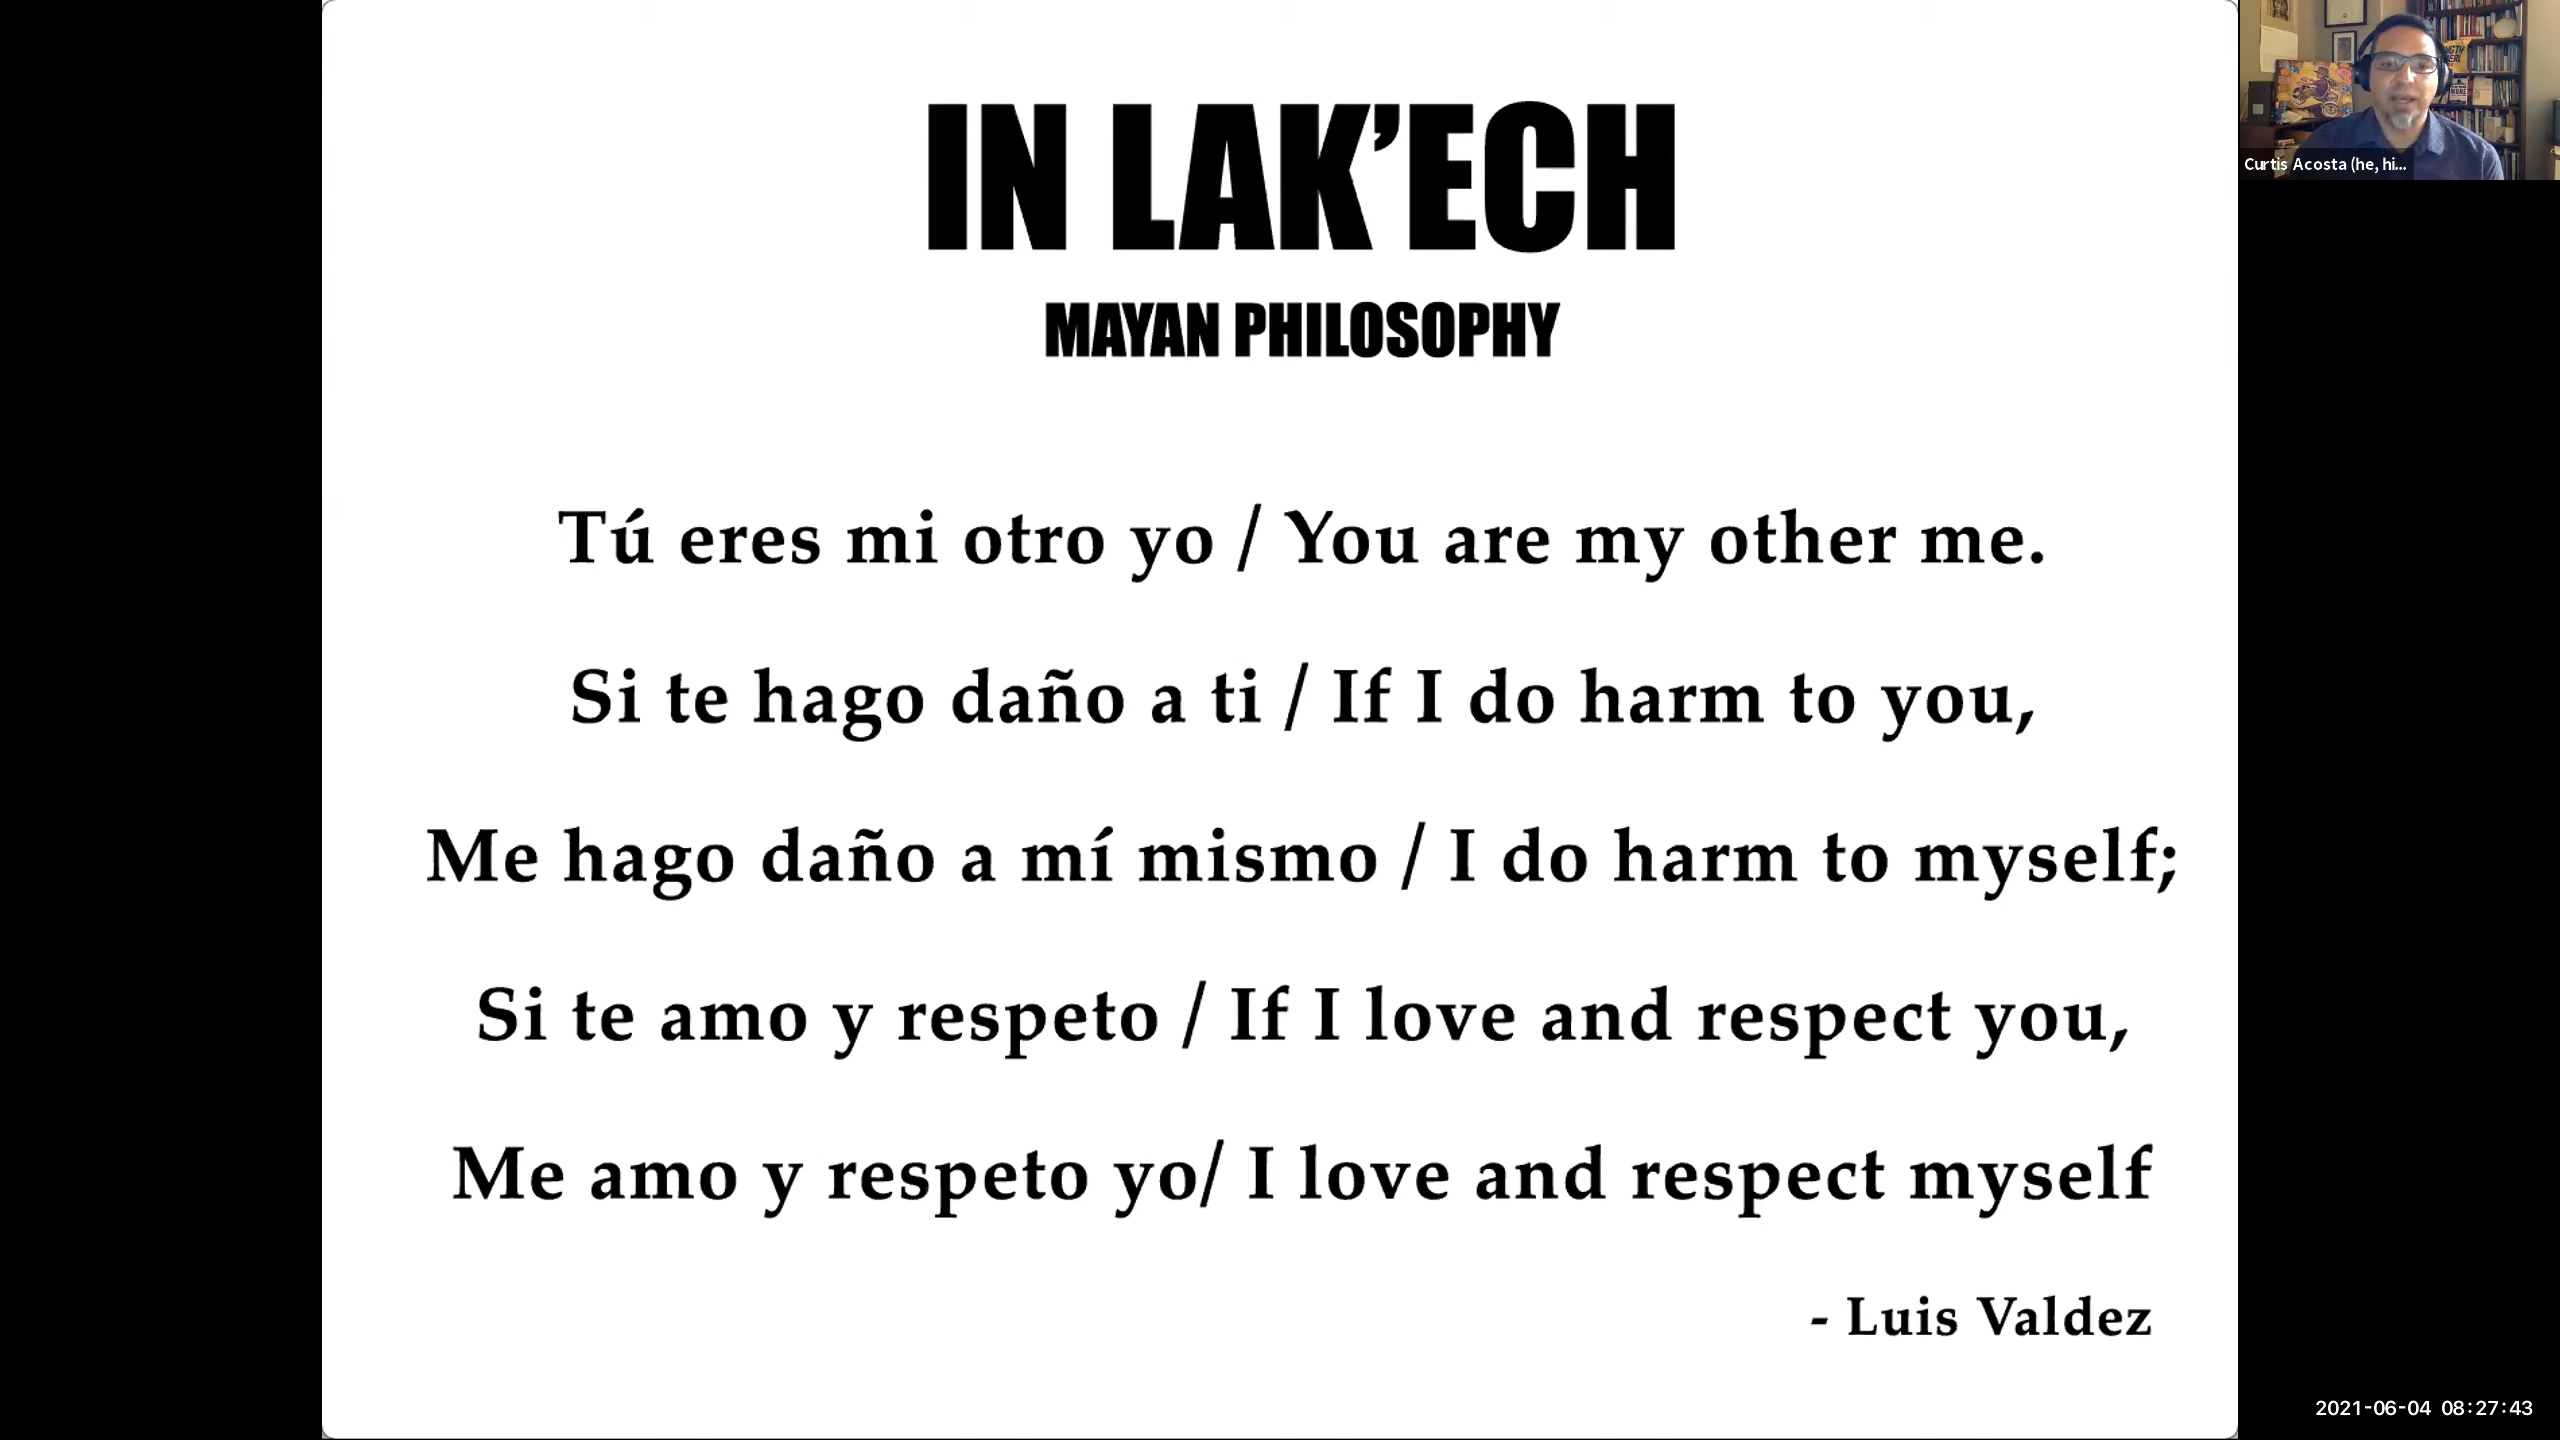 IN LAK’ECH
MAYAN PHILOSOPHY
Tú eres mi otro yo / You are my other me.
Si te hago daño a ti / If I do harm to you,
Me hago daño a mí mismo / I do harm to myself;
Si te amo y respeto / If I love and respect you,
Me amo y respeto yo/ I love and respect myself
- Luis Valdez
Curtis Acosta (he, hi...
2021-06-04 08:27:43